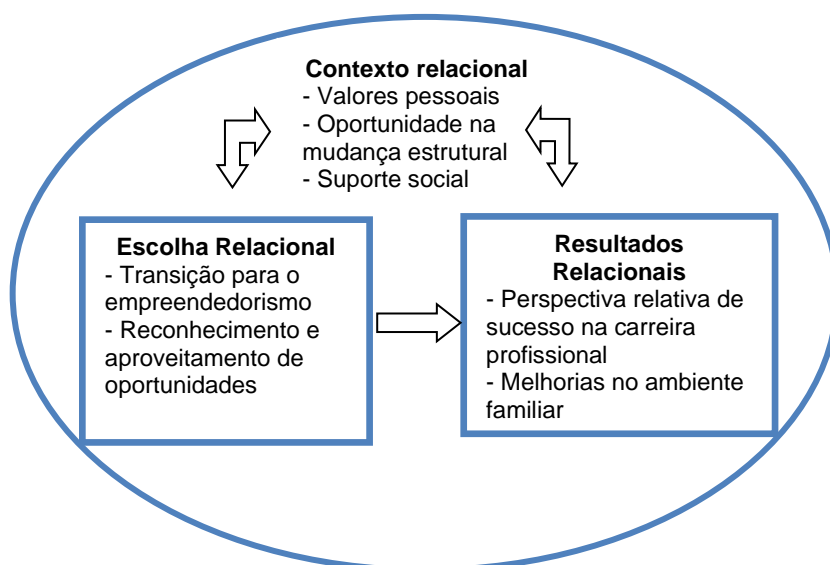 Contexto relacional
- Valores pessoais
- Oportunidade na
mudança estrutural
- Suporte social
Escolha Relacional
- Transição para o
empreendedorismo
- Reconhecimento e
aproveitamento de
oportunidades
Resultados
Relacionais
- Perspectiva relativa de
sucesso na carreira
profissional
- Melhorias no ambiente
familiar